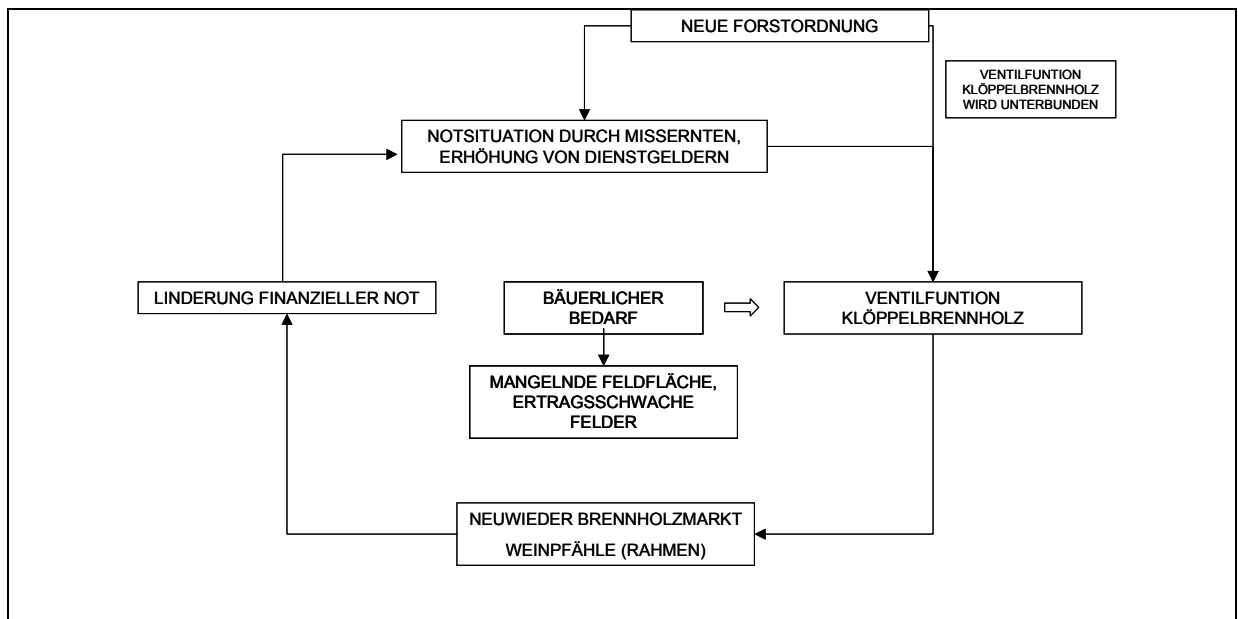 NEUE FORSTORDNUNG
VENTILFUNTION
KLÖPPELBRENNHOLZ
WIRD UNTERBUNDEN
NOTSITUATION DURCH MISSERNTEN,
ERHÖHUNG VON DIENSTGELDERN
LINDERUNG FINANZIELLER NOT
BÄUERLICHER
BEDARF
VENTILFUNTION
KLÖPPELBRENNHOLZ
MANGELNDE FELDFLÄCHE,
ERTRAGSSCHWACHE
FELDER
NEUWIEDER BRENNHOLZMARKT
WEINPFÄHLE (RAHMEN)